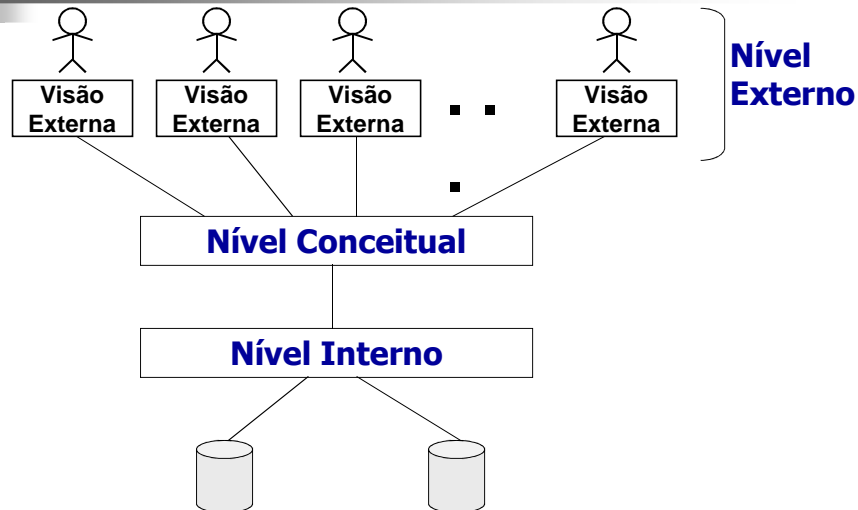 Visão
Externa
Visão
Externa
Visão
Externa
Visão
Externa
Nível
Externo
Nível Conceitual
Nível Interno